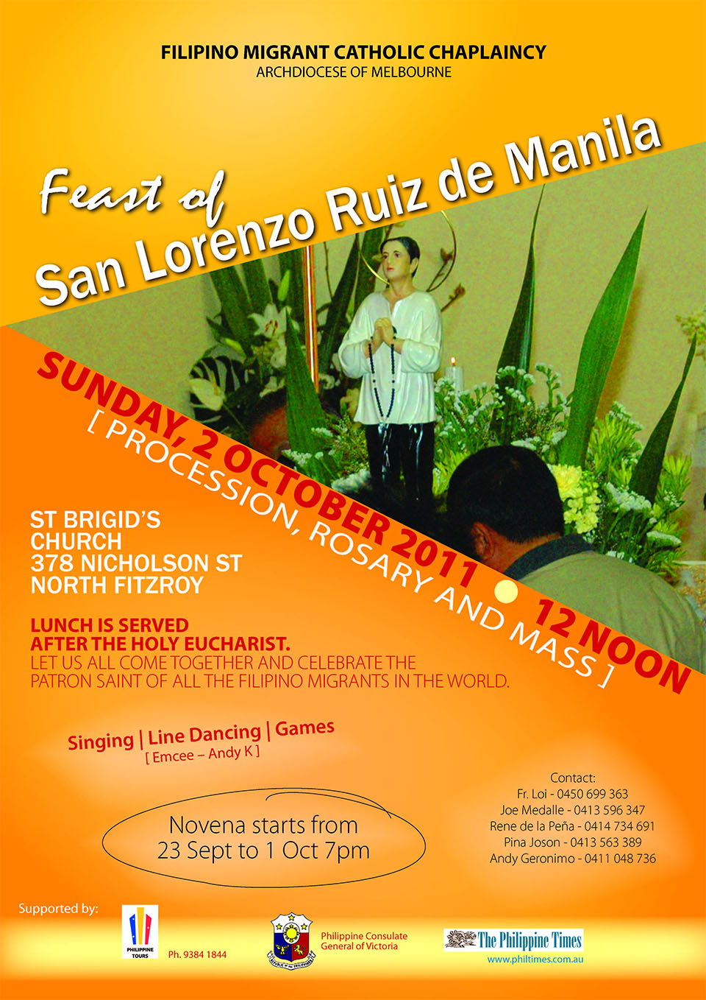 FILIPINO MIGRANT CATHOLIC CHAPLAINCY
ARCHDIOCESE OF MELBOURNE
Feast of
San Lorenzo Ruiz de Manila
SUNDAY, 2 OCTOBER 2011 ● 12 NOON
[ PROCESSION, ROSARY AND MASS ]
ST BRIGID'S
CHURCH
378 NICHOLSON ST
NORTH FITZROY
LUNCH IS SERVED
AFTER THE HOLY EUCHARIST.
LET US ALL COME TOGETHER AND CELEBRATE THE
PATRON SAINT OF ALL THE FILIPINO MIGRANTS IN THE WORLD.
Singing | Line Dancing | Games
[ Emcee – Andy K ]
Novena starts from
23 Sept to 1 Oct 7pm
Contact:
Fr. Loi - 0450 699 363
Joe Medalle - 0413 596 347
Rene de la Peña - 0414 734 691
Pina Joson - 0413 563 389
Andy Geronimo - 0411 048 736
Supported by:
PHILIPPINE
TOURS
Ph. 9384 1844
REPUBLIC OF THE PHILIPPINES
Philippine Consulate
General of Victoria
The Philippine Times
www.philtimes.com.au